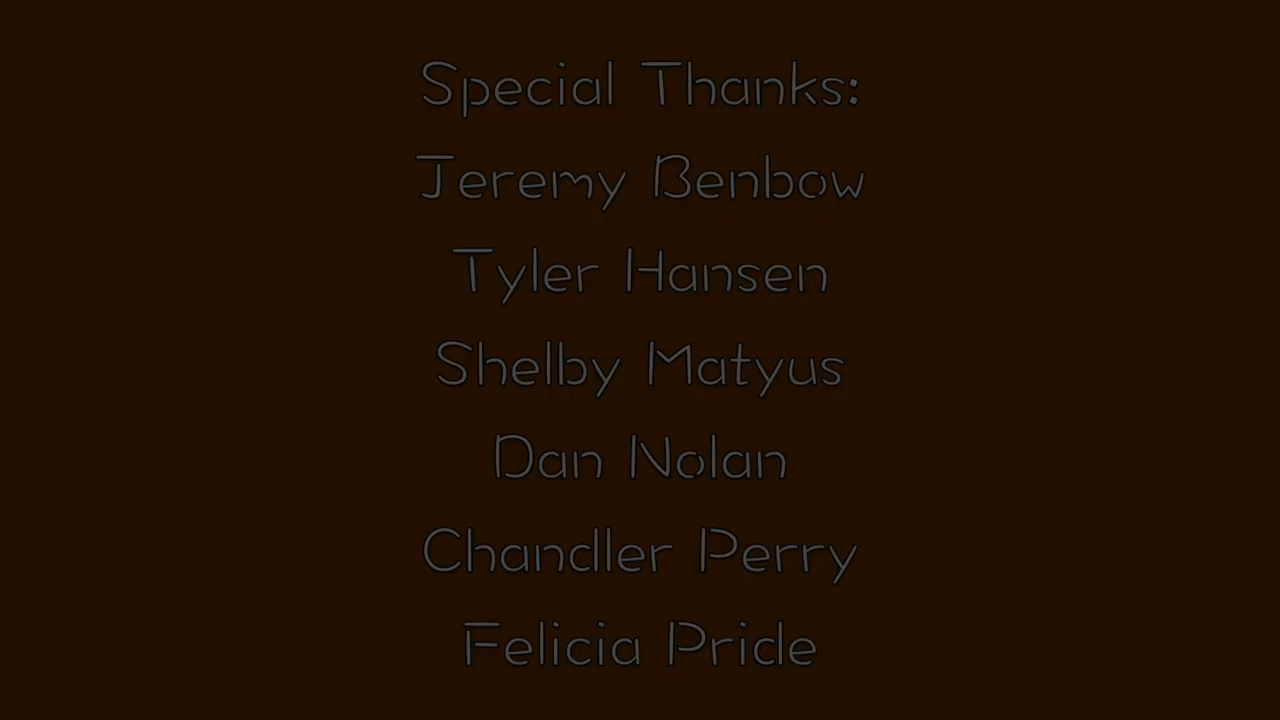 Special Thanks:
Jeremy Benbow
Tyler Hansen
Shelby Matyus
Dan Nolan
Chandler Perry
Felicia Pride